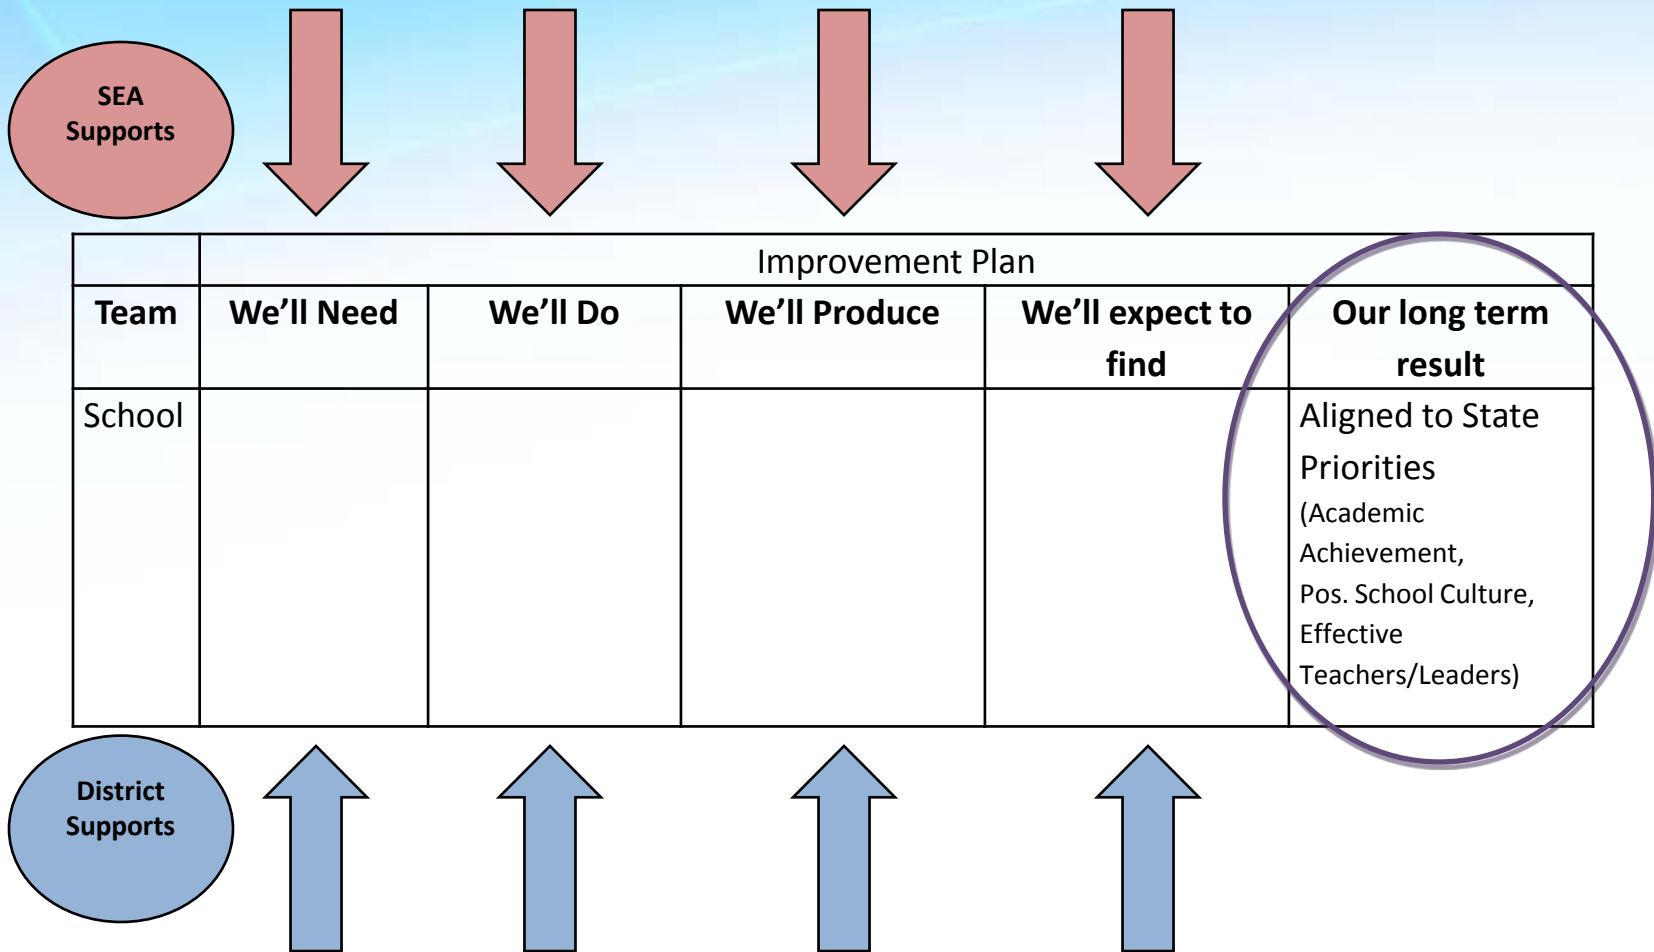 SEA
Supports
Improvement Plan
Team
We’ll Need
We’ll Do
We’ll Produce
We’ll expect to
find
Our long term
result
School
Aligned to State
Priorities
(Academic
Achievement,
Pos. School Culture,
Effective
Teachers/Leaders)
District
Supports